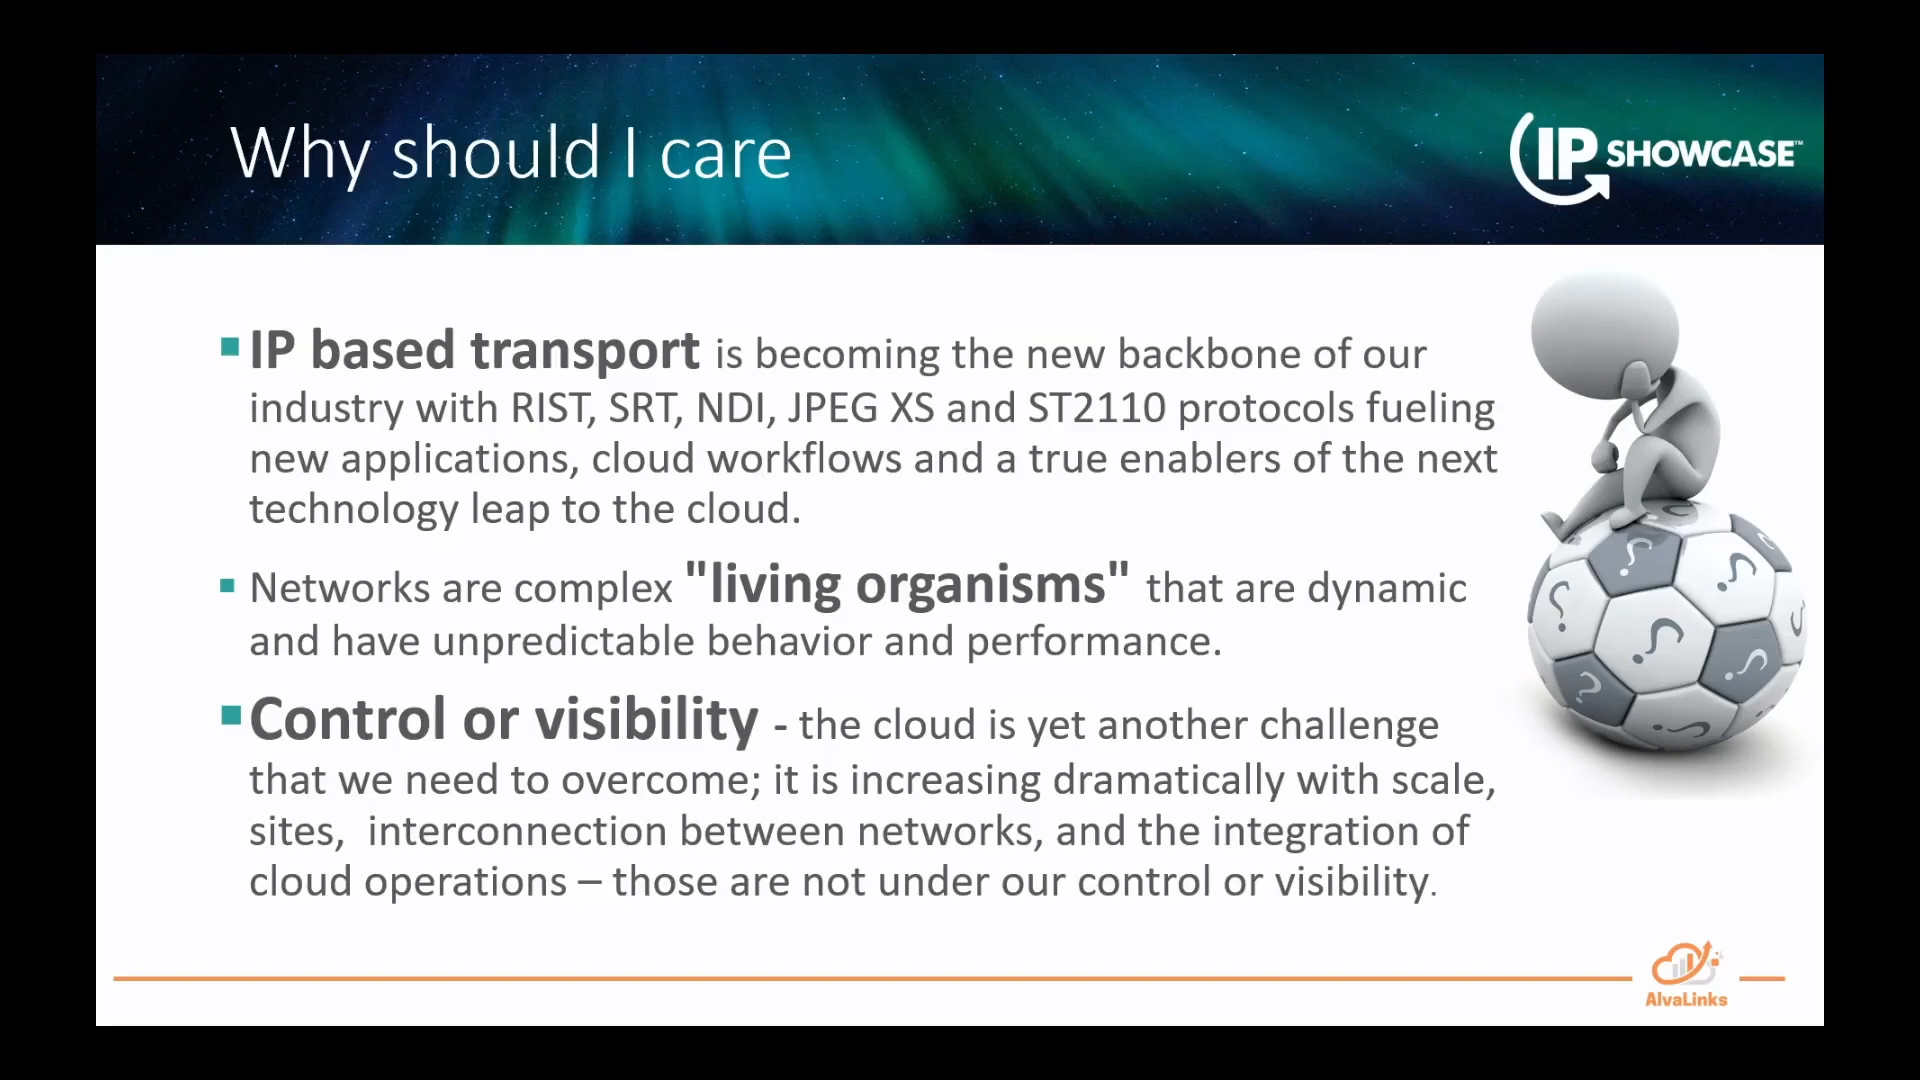 Why should I care
IP SHOWCASE™
▪ IP based transport is becoming the new backbone of our
industry with RIST, SRT, NDI, JPEG XS and ST2110 protocols fueling
new applications, cloud workflows and a true enablers of the next
technology leap to the cloud.
▪ Networks are complex "living organisms" that are dynamic
and have unpredictable behavior and performance.
▪ Control or visibility - the cloud is yet another challenge
that we need to overcome; it is increasing dramatically with scale,
sites,  interconnection between networks, and the integration of
cloud operations – those are not under our control or visibility.
? ? ? ? ? ? ? ?
AlvaLinks